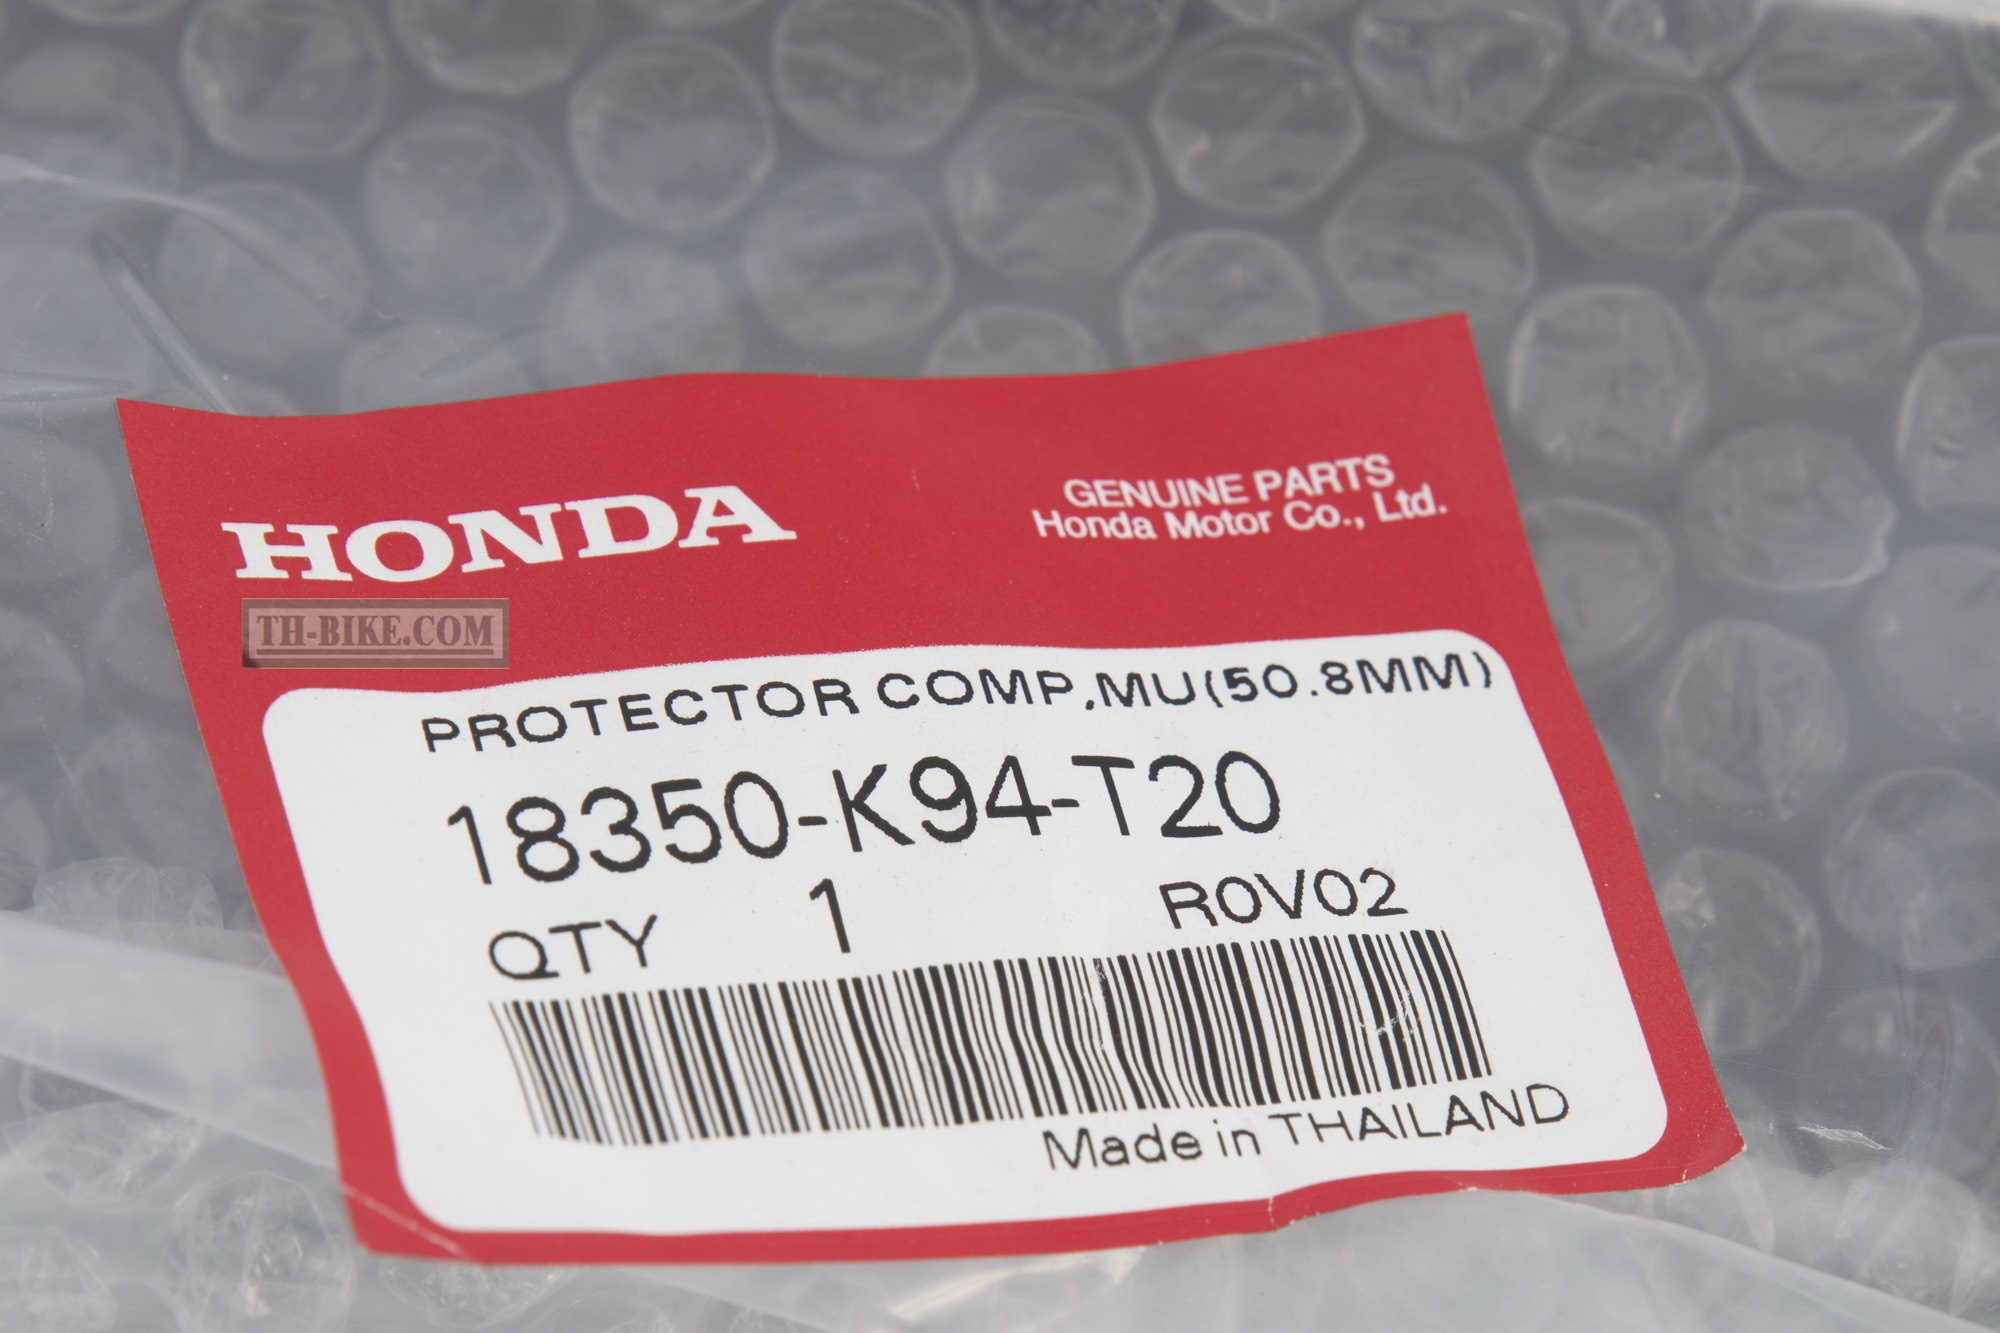 HONDA
GENUINE PARTS
Honda Motor Co., Ltd.
TH-BIKE.COM
PROTECTOR COMP,MU(50.8MM)
18350-K94-T20
QTY 1 R0V02
Made in THAILAND